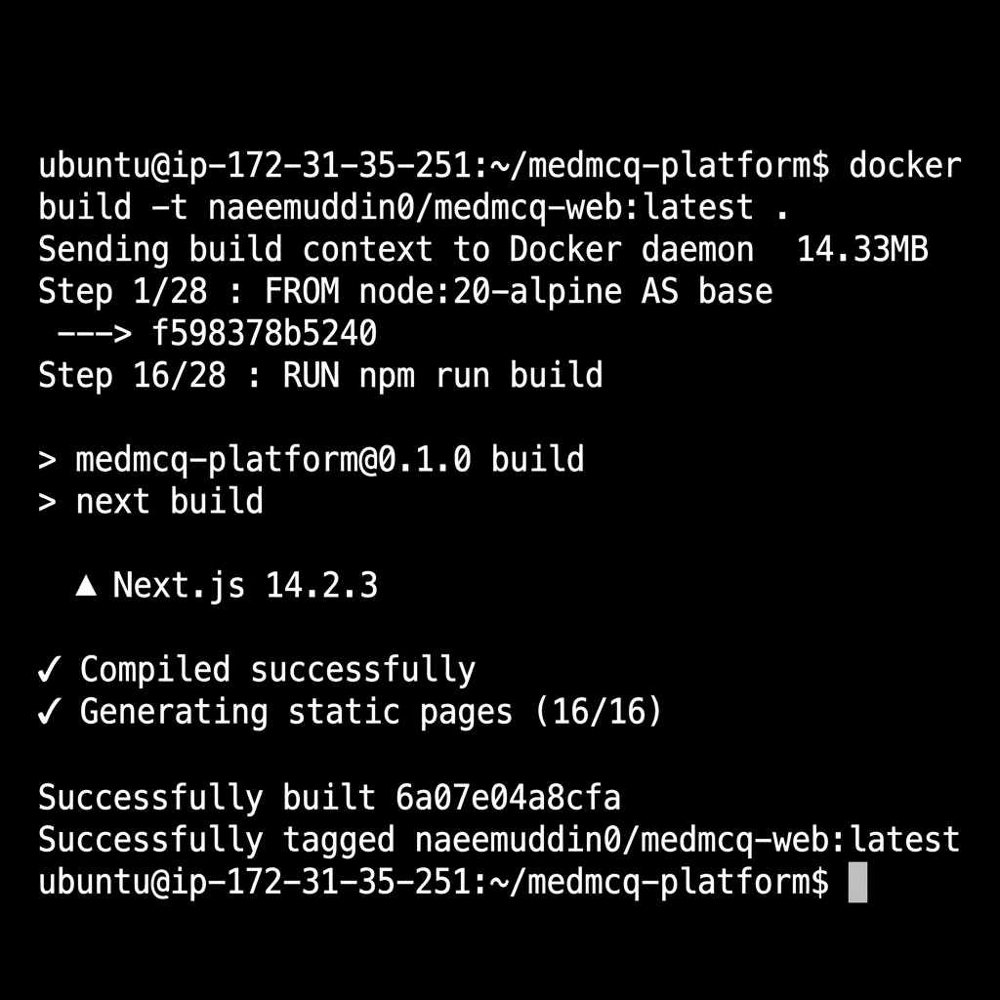 ubuntu@ip-172-31-35-251:~/medmcq-platform$ docker
build -t naeemuddin0/medmcq-web:latest .
Sending build context to Docker daemon  14.33MB
Step 1/28 : FROM node:20-alpine AS base
 ---> f598378b5240
Step 16/28 : RUN npm run build
> medmcq-platform@0.1.0 build
> next build
▲ Next.js 14.2.3
✓ Compiled successfully
✓ Generating static pages (16/16)
Successfully built 6a07e04a8cfa
Successfully tagged naeemuddin0/medmcq-web:latest
ubuntu@ip-172-31-35-251:~/medmcq-platform$